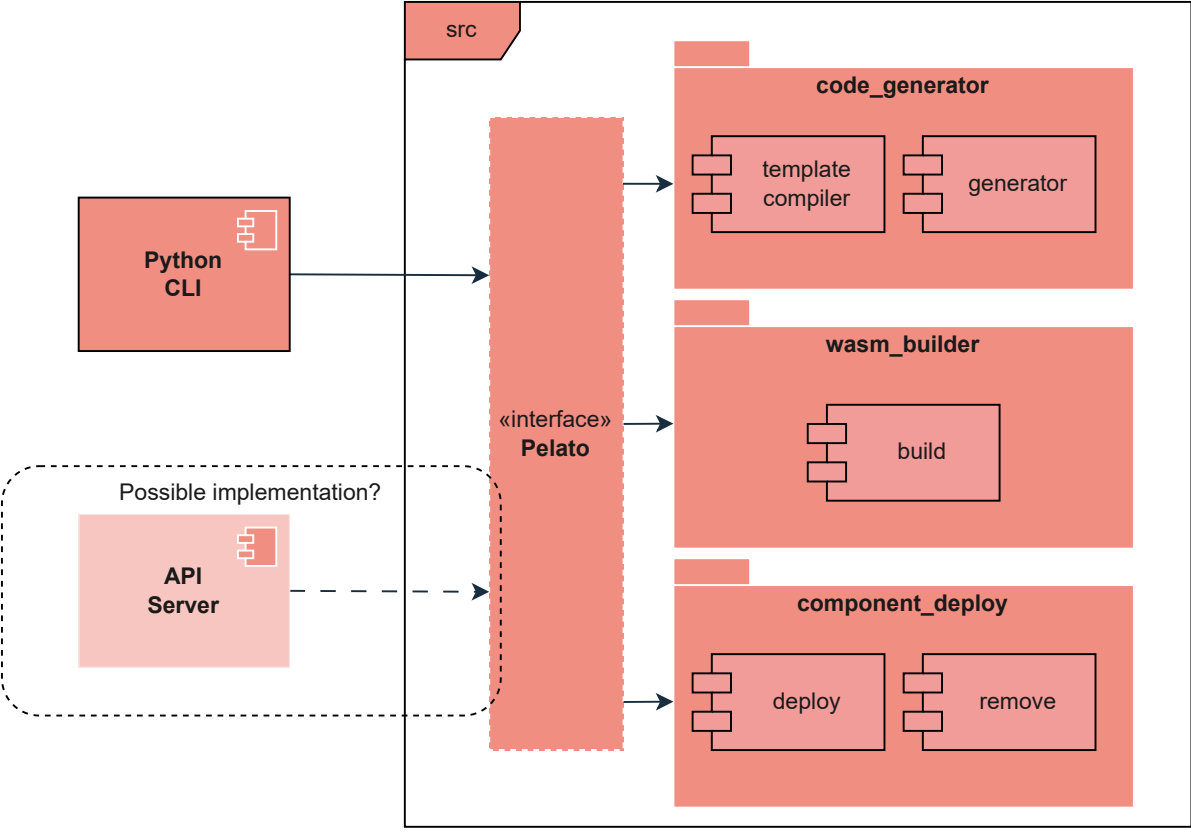 src
code_generator
template
compiler
generator
Python
CLI
wasm_builder
«interface»
Pelato
build
Possible implementation?
API
Server
component_deploy
deploy
remove